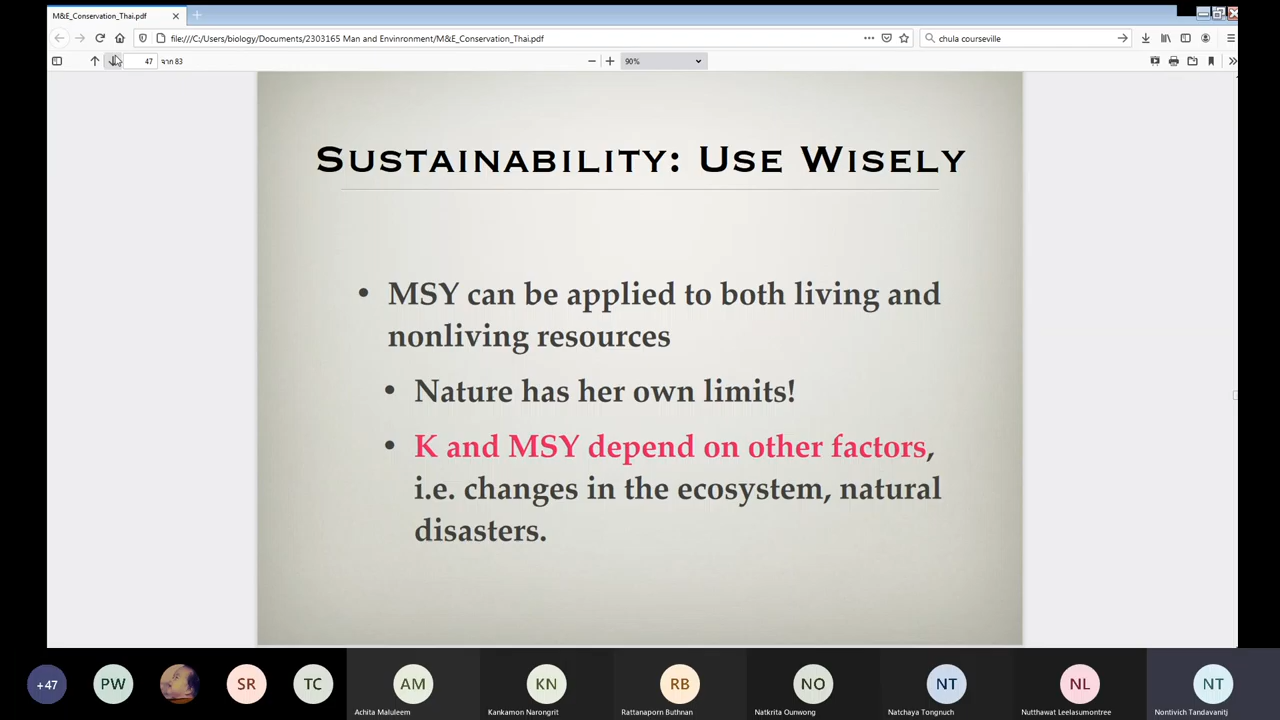 M&E_Conservation_Thai.pdf
file:///C:/Users/biology/Documents/2303165 Man and Envinronment/M&E_Conservation_Thai.pdf
chula courseville
47 จาก 83
90%
Sustainability: Use Wisely
• MSY can be applied to both living and
nonliving resources
• Nature has her own limits!
• K and MSY depend on other factors,
i.e. changes in the ecosystem, natural
disasters.
+47 PW SR TC AM KN RB NO NT NL NT
Achita Maluleem Kankamon Narongrit Rattanaporn Buthnan Natkrita Ounwong Natchaya Tongnuch Nutthawat Leelasumontree Nontivich Tandavanitj